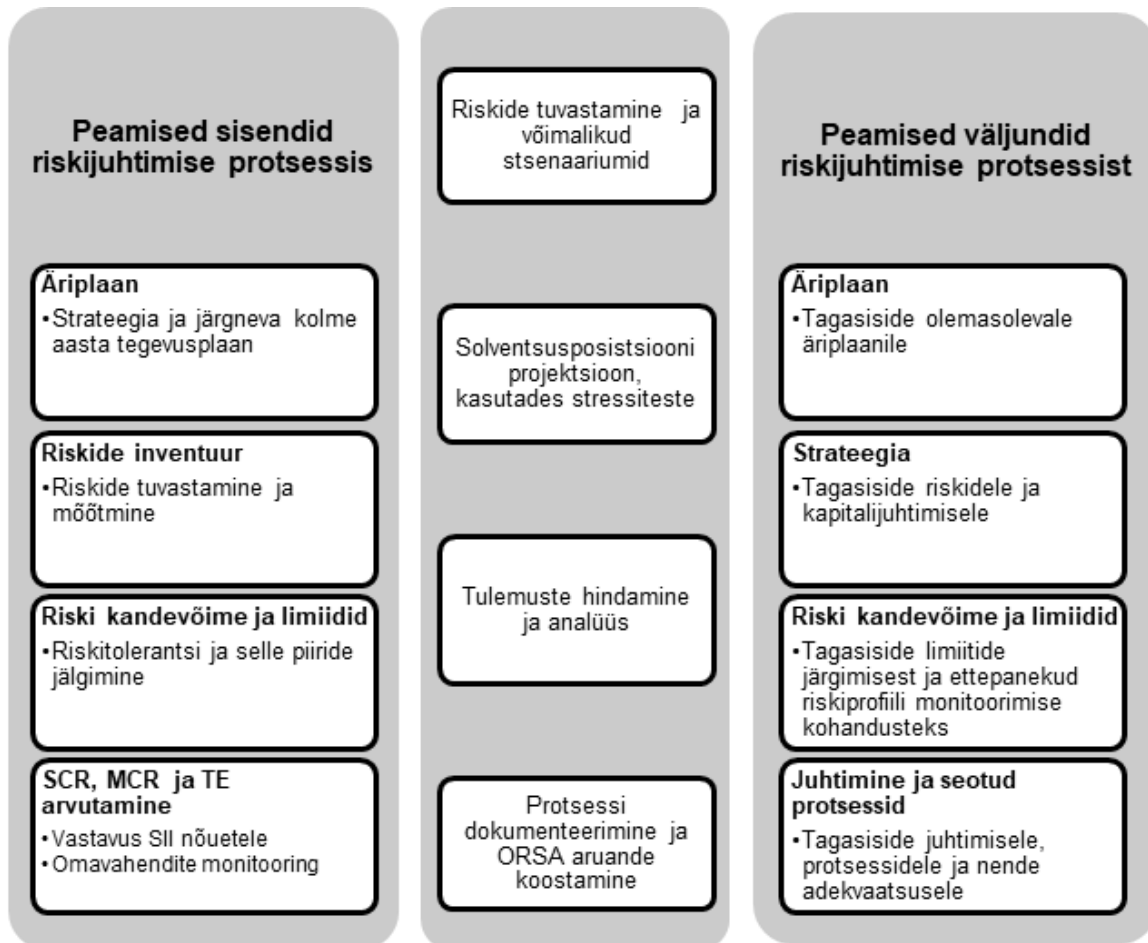 Peamised sisendid
riskijuhtimise protsessis
Äriplaan
•Strateegia ja järgneva kolme
aasta tegevusplaan
Riskide inventuur
•Riskide tuvastamine ja
mõõtmine
Riski kandevõime ja limiidid
•Riskitolerantsi ja selle piiride
jälgimine
SCR, MCR ja TE
arvutamine
•Vastavus SII nõuetele
•Omavahendite monitooring
Riskide tuvastamine ja
võimalikud
stsenaariumid
Solventsusposistsiooni
projektsioon,
kasutades stressiteste
Tulemuste hindamine
ja analüüs
Protsessi
dokumenteerimine ja
ORSA aruande
koostamine
Peamised väljundid
riskijuhtimise protsessist
Äriplaan
•Tagasiside olemasolevale
äriplaanile
Strateegia
•Tagasiside riskidele ja
kapitalijuhtimisele
Riski kandevõime ja limiidid
•Tagasiside limiitide
järgimisest ja ettepanekud
riskiprofiili monitoorimise
kohandusteks
Juhtimine ja seotud
protsessid
•Tagasiside juhtimisele,
protsessidele ja nende
adekvaatsusele